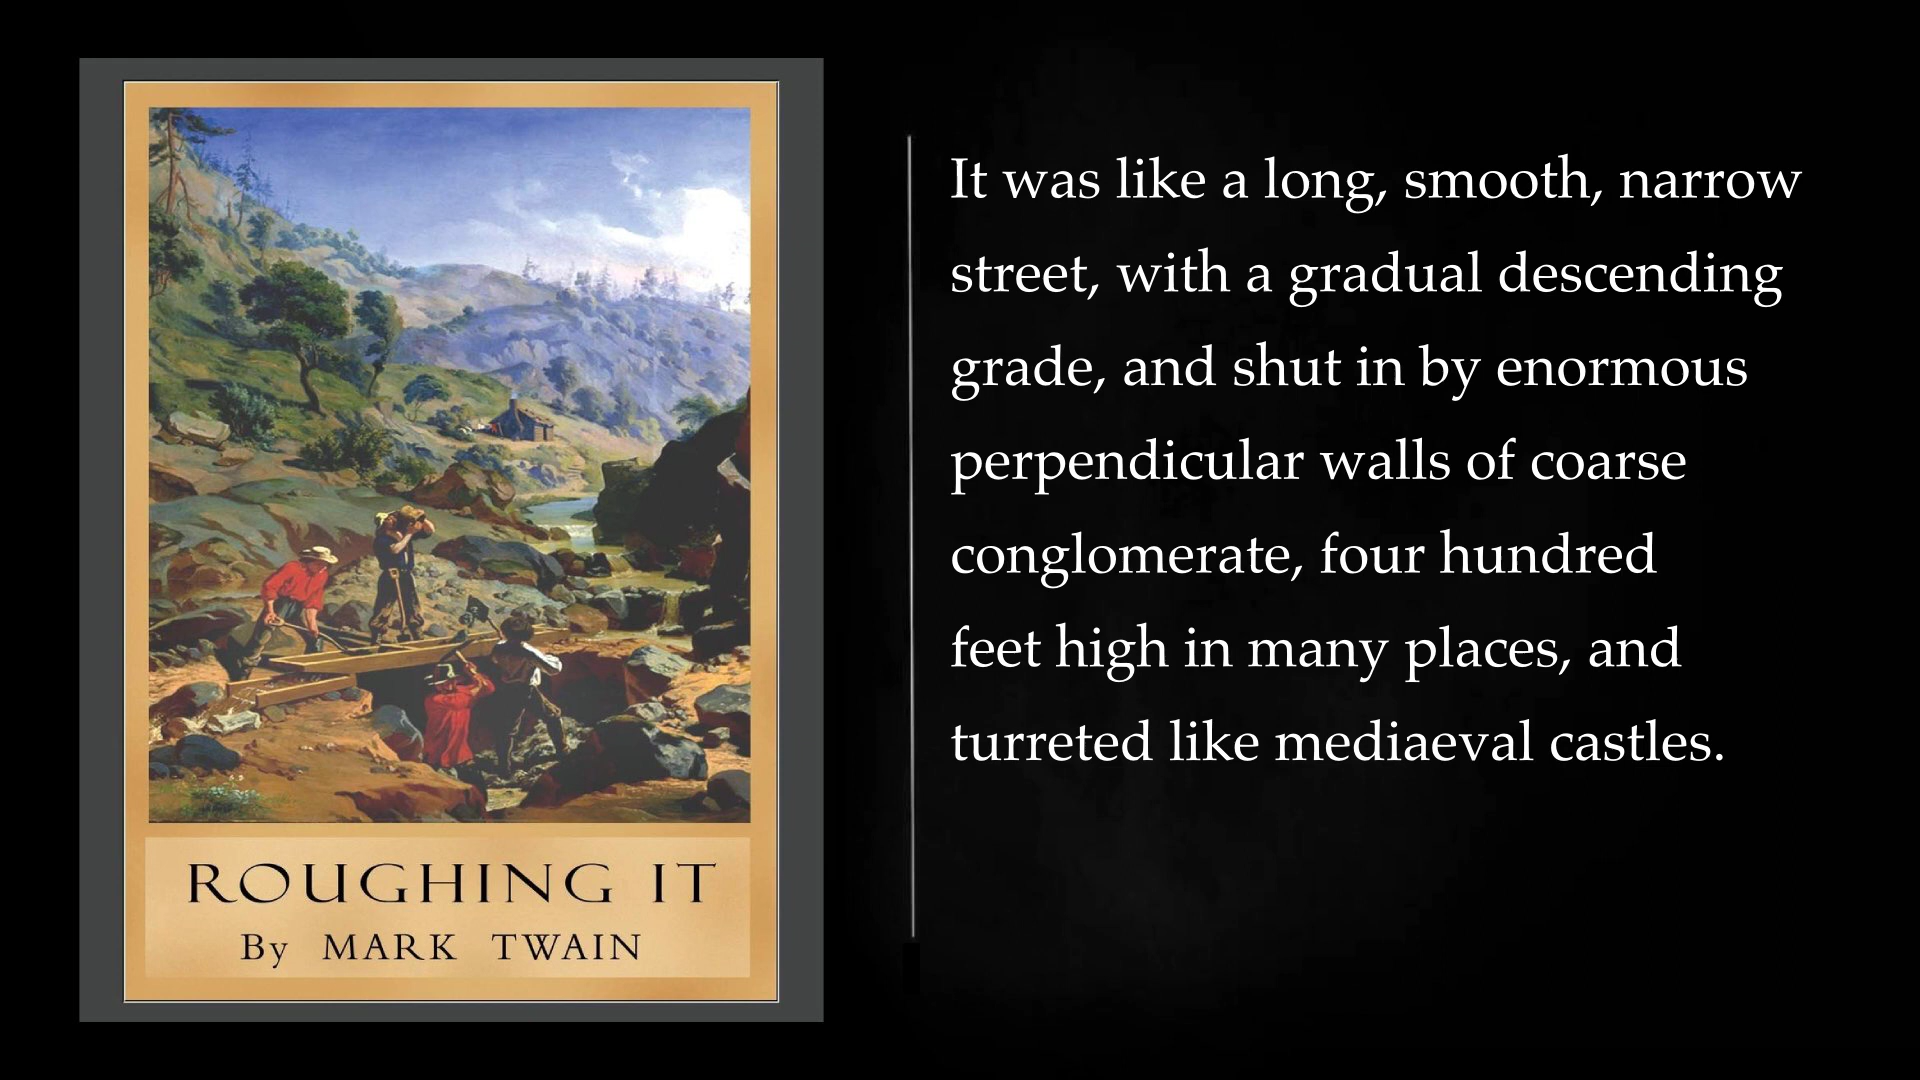 ROUGHING IT
By MARK TWAIN
It was like a long, smooth, narrow
street, with a gradual descending
grade, and shut in by enormous
perpendicular walls of coarse
conglomerate, four hundred
feet high in many places, and
turreted like mediaeval castles.